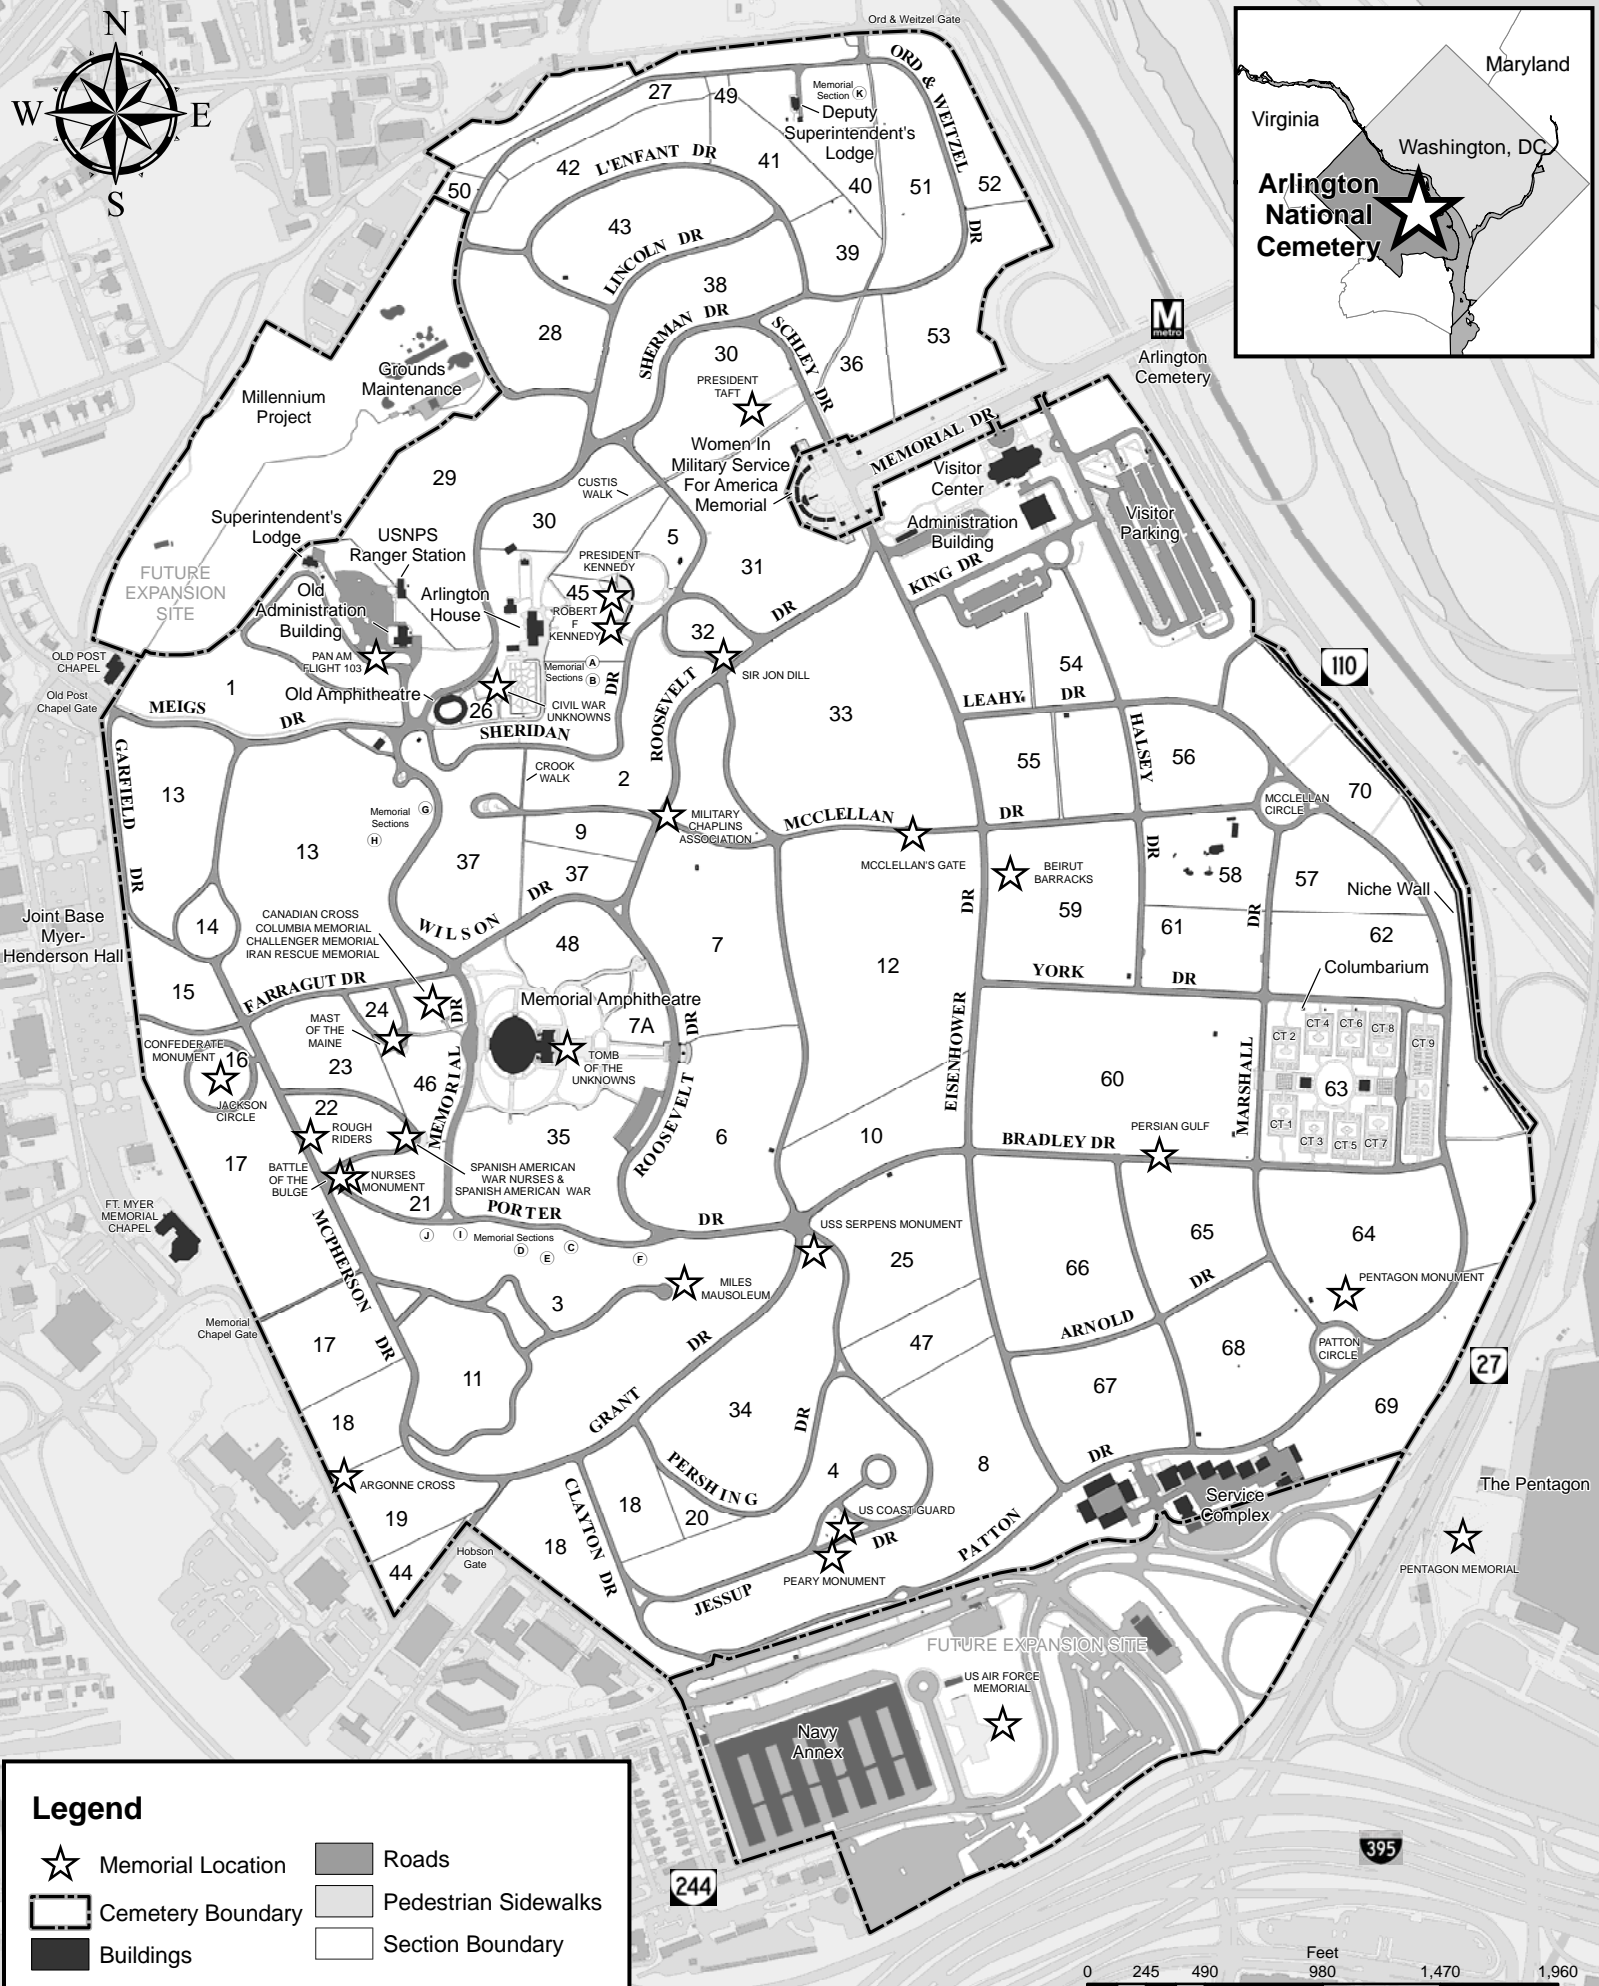 N
W
E
S
Ord & Weitzel Gate
Maryland
Virginia
Washington, DC
Arlington
National
Cemetery
ORD & WEITZEL
DR
27
49
Memorial
Section
K
Deputy
Superintendent's
Lodge
42
L'ENFANT DR
41
40
51
52
50
43
LINCOLN DR
39
38
28
SHERMAN DR
SCHLEY
DR
30
36
53
PRESIDENT
TAFT
M
metro
Arlington
Cemetery
Grounds
Maintenance
Millennium
Project
Women In
Military Service
For America
Memorial
MEMORIAL DR
Visitor
Center
Visitor
Parking
Administration
Building
29
CUSTIS
WALK
30
5
31
KING DR
Superintendent's
Lodge
USNPS
Ranger Station
PRESIDENT
KENNEDY
FUTURE
EXPANSION
SITE
Old
Administration
Building
Arlington
House
45
ROBERT
F
KENNEDY
DR
32
OLD POST
CHAPEL
PAN AM
FLIGHT 103
Memorial
Sections
A
B
DR
SIR JON DILL
54
110
Old Post
Chapel Gate
1
Old Amphitheatre
26
CIVIL WAR
UNKNOWNS
MEIGS
DR
SHERIDAN
ROOSEVELT
33
LEAHY
DR
HALSEY
DR
GARFIELD
DR
CROOK
WALK
2
55
56
13
MCCLELLAN
CIRCLE
70
Memorial
Sections
G
H
MILITARY
CHAPLINS
ASSOCIATION
MCCLELLAN
DR
9
37
37
13
MCCLELLAN'S GATE
BEIRUT
BARRACKS
58
57
Niche Wall
DR
59
61
DR
62
Joint Base
Myer-
Henderson Hall
14
CANADIAN CROSS
COLUMBIA MEMORIAL
CHALLENGER MEMORIAL
IRAN RESCUE MEMORIAL
WILSON
DR
48
7
12
YORK
DR
Columbarium
15
FARRAGUT DR
24
DR
Memorial Amphitheatre
7A
DR
EISENHOWER
CT 2
CT 4
CT 6
CT 8
CT 9
MAST
OF THE
MAINE
CONFEDERATE
MONUMENT
16
23
46
TOMB
OF THE
UNKNOWNS
60
MARSHALL
63
JACKSON
CIRCLE
22
ROUGH
RIDERS
MEMORIAL
35
ROOSEVELT
6
10
BRADLEY DR
PERSIAN GULF
CT 1
CT 3
CT 5
CT 7
17
BATTLE
OF THE
BULGE
NURSES
MONUMENT
SPANISH AMERICAN
WAR NURSES &
SPANISH AMERICAN WAR
21
PORTER
DR
FT. MYER
MEMORIAL
CHAPEL
J
I
Memorial Sections
D
E
C
F
USS SERPENS MONUMENT
25
65
64
MCPHERSON
DR
66
DR
PENTAGON MONUMENT
MILES
MAUSOLEUM
3
Memorial
Chapel Gate
17
DR
47
ARNOLD
68
PATTON
CIRCLE
27
11
67
69
GRANT
34
DR
18
PERSHING
4
8
DR
ARGONNE CROSS
CLAYTON
DR
18
20
US COAST GUARD
DR
PATTON
Service
Complex
The Pentagon
19
Hobson
Gate
18
44
JESSUP
PEARY MONUMENT
PENTAGON MEMORIAL
FUTURE EXPANSION SITE
US AIR FORCE
MEMORIAL
Navy
Annex
Legend
Memorial Location
Cemetery Boundary
Buildings
Roads
Pedestrian Sidewalks
Section Boundary
244
395
Feet
0 245 490 980 1,470 1,960